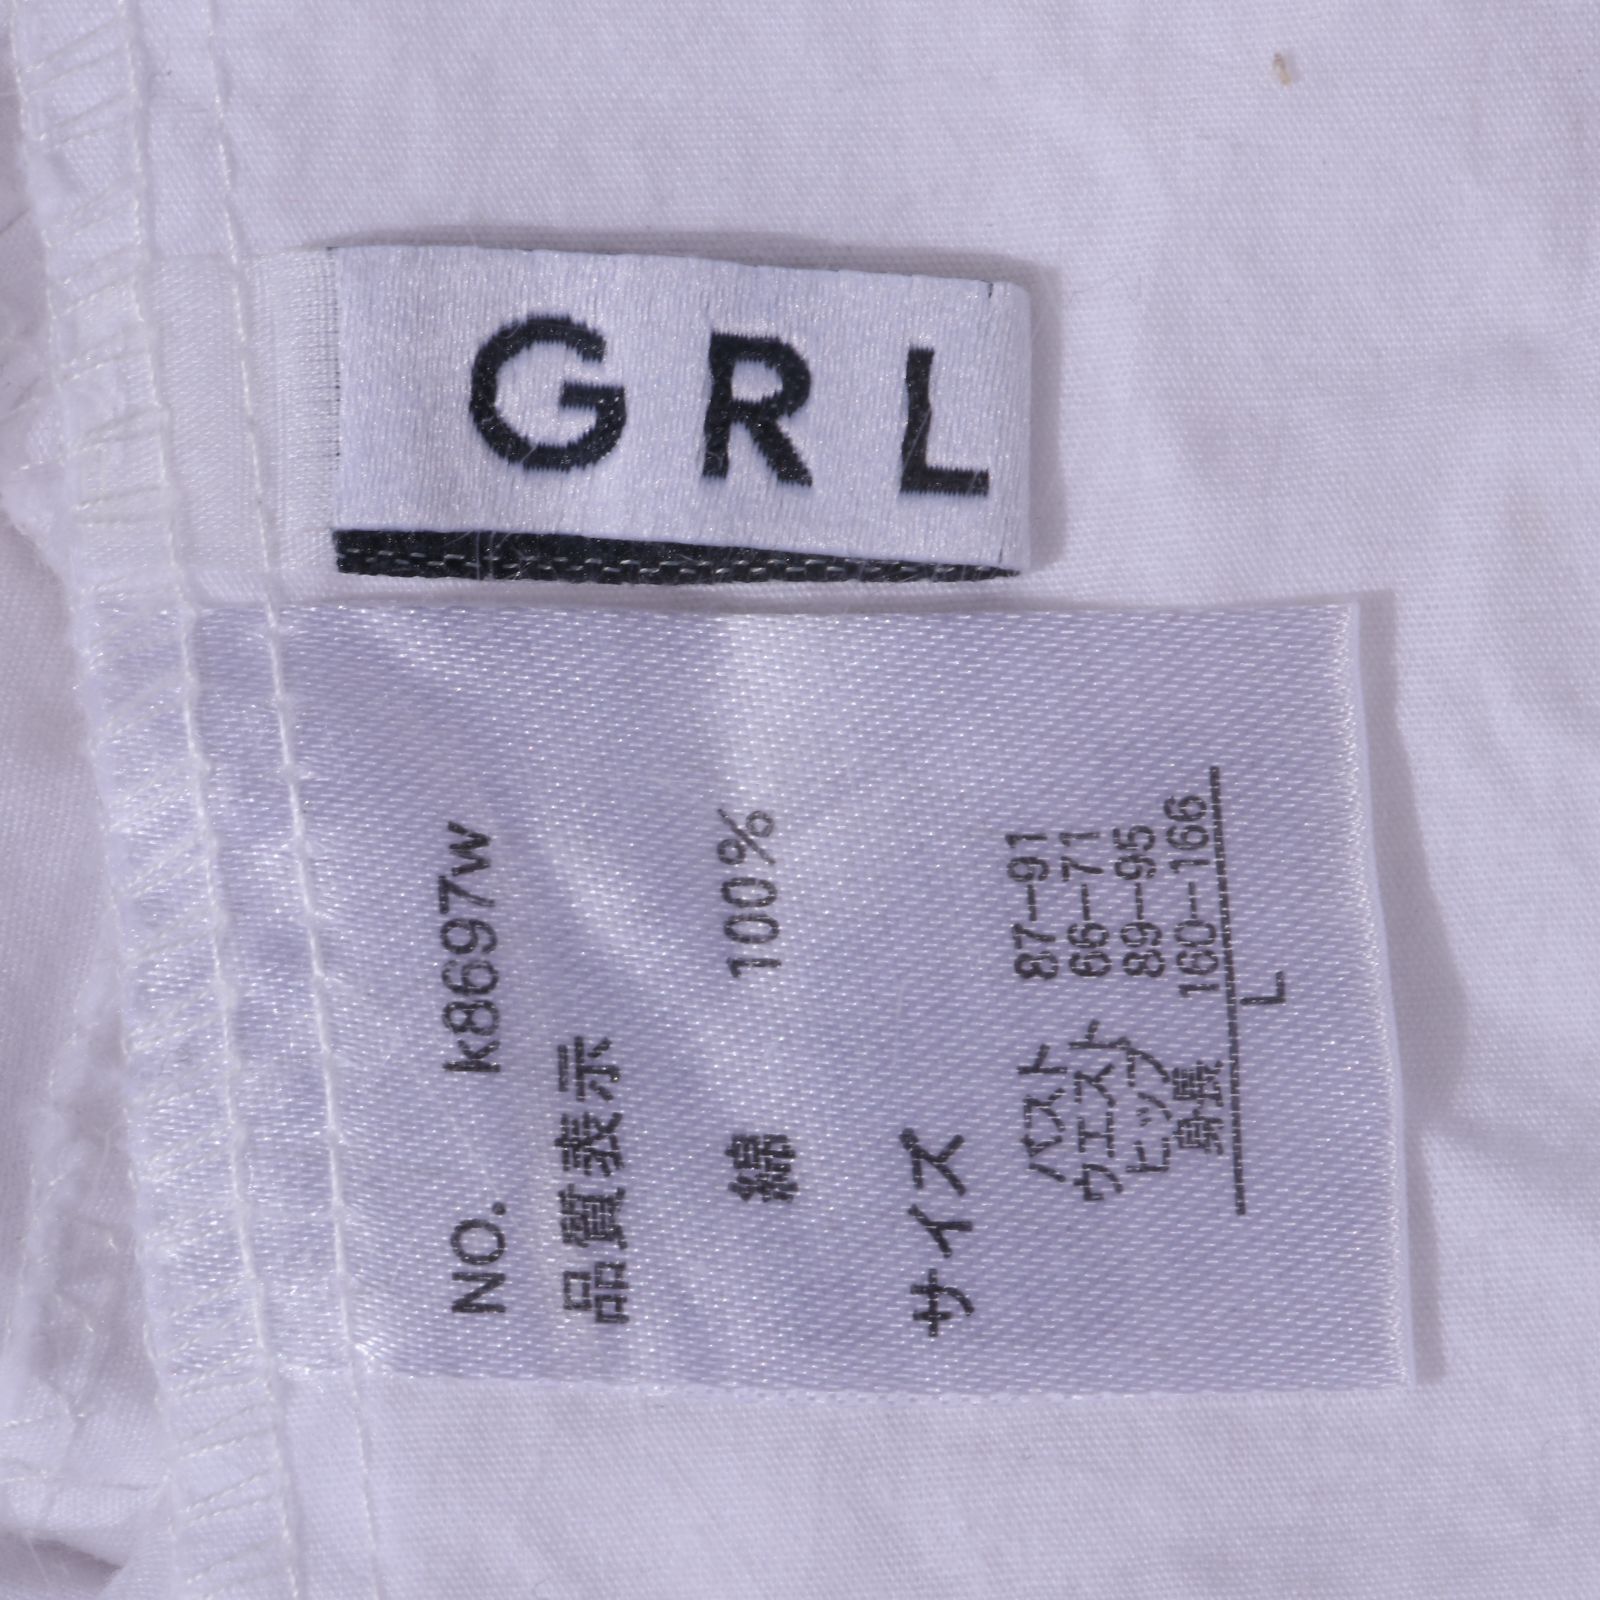 GRL
NO. k8697w
品質表示
綿 100%
サイズ
バスト 87-91
ウエスト 66-71
ヒップ 89-95
身長 160-166
L